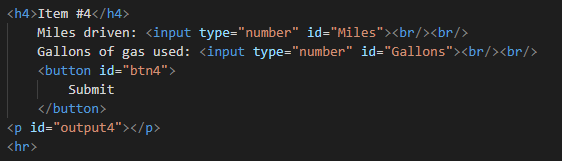 <h4>Item #4</h4>
Miles driven: <input type="number" id="Miles"><br/><br/>
Gallons of gas used: <input type="number" id="Gallons"><br/><br/>
<button id="btn4">
Submit
</button>
<p id="output4"></p>
<hr>